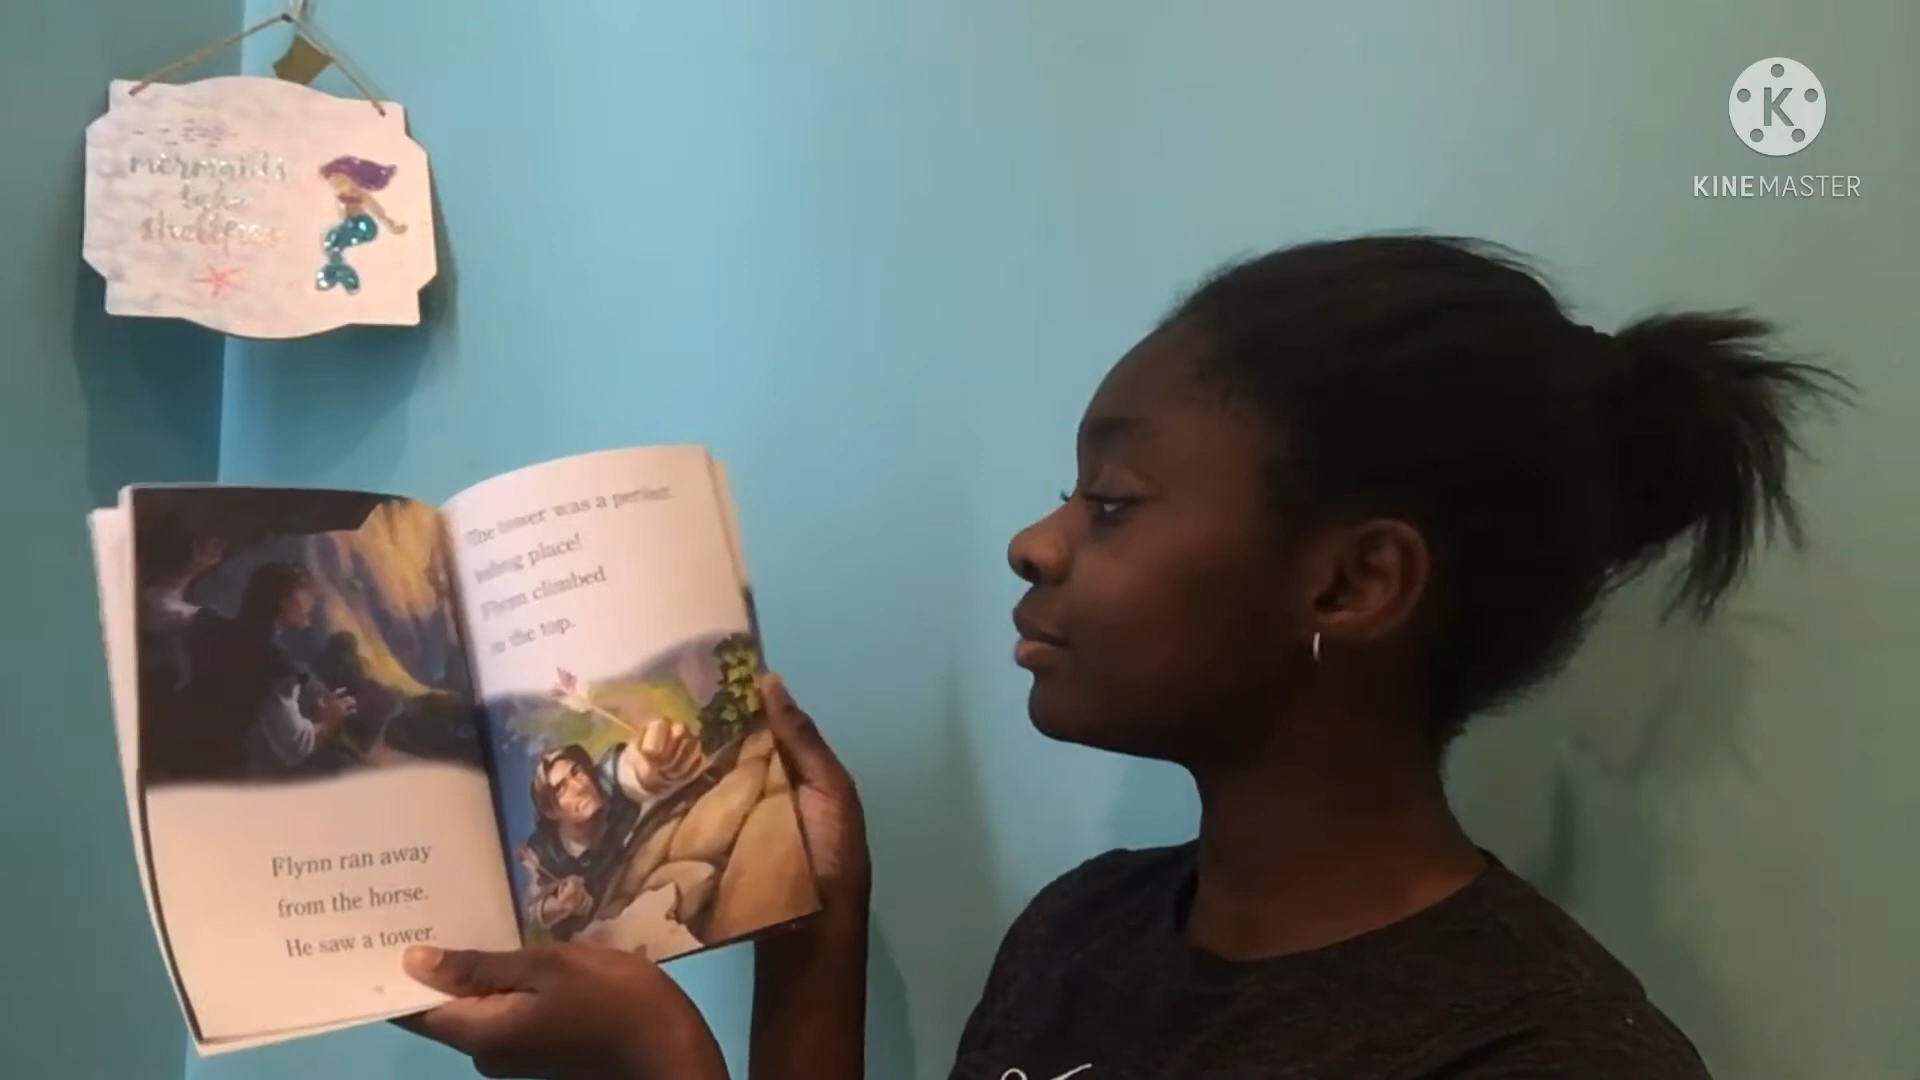 mermaids
take
shellfies
K
KINEMASTER
The tower was a perfect
hiding place!
Flynn climbed
to the top.
Flynn ran away
from the horse.
He saw a tower.